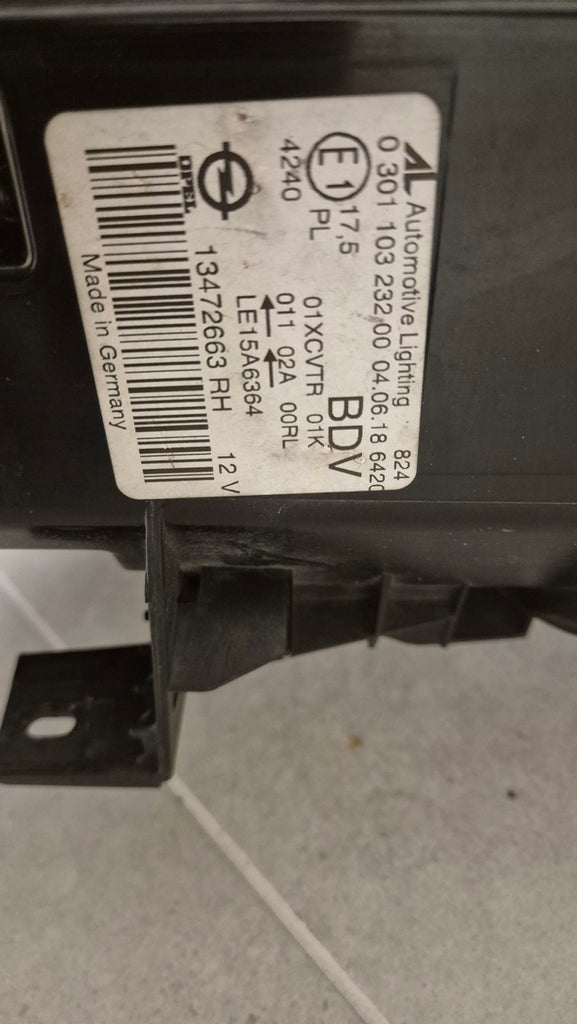 AL Automotive Lighting 824
0 301 103 232 00 04.06.18 6420
E1 17,5 BDV
4240 PL 01XCVTR 01K
011 02A 00RL
LE15A6364
13472663 RH 12 V
OPEL
Made in Germany